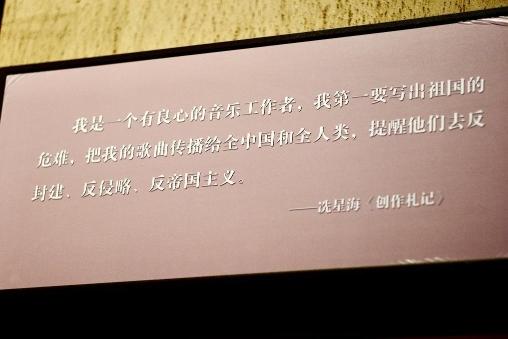 我是一个有良心的音乐工作者，我第一要写出祖国的
危难，把我的歌曲传播给全中国和全人类，提醒他们去反
封建、反侵略、反帝国主义。
——冼星海《创作札记》